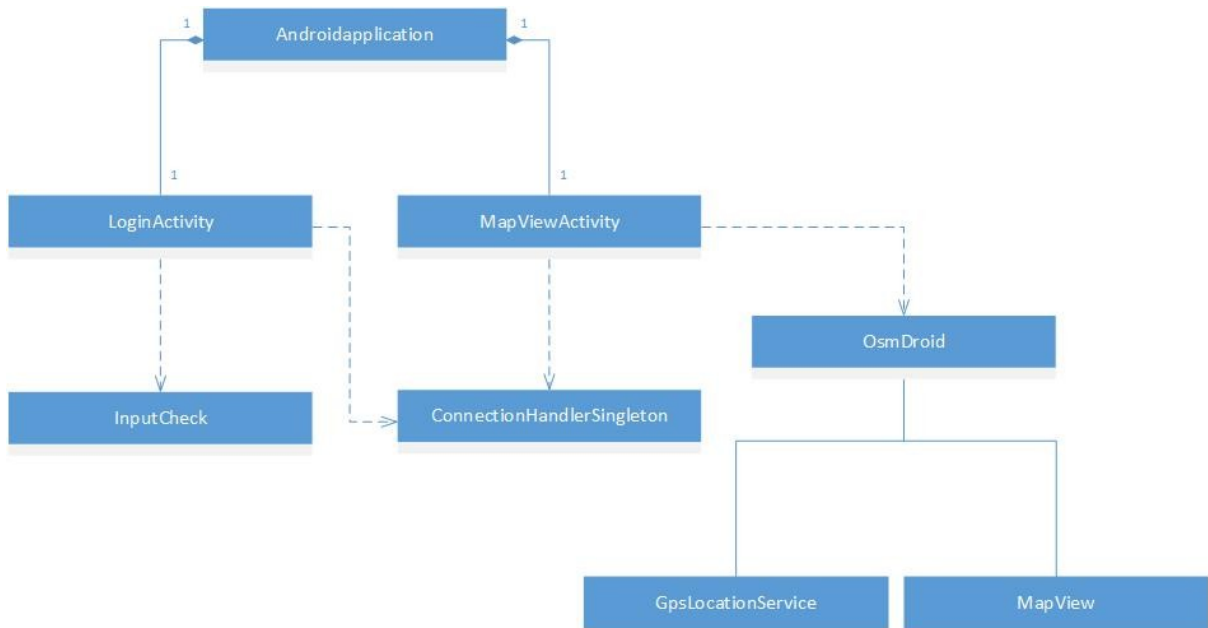 1
1
Androidapplication
1
1
LoginActivity
MapViewActivity
OsmDroid
InputCheck
ConnectionHandlerSingleton
GpsLocationService
MapView